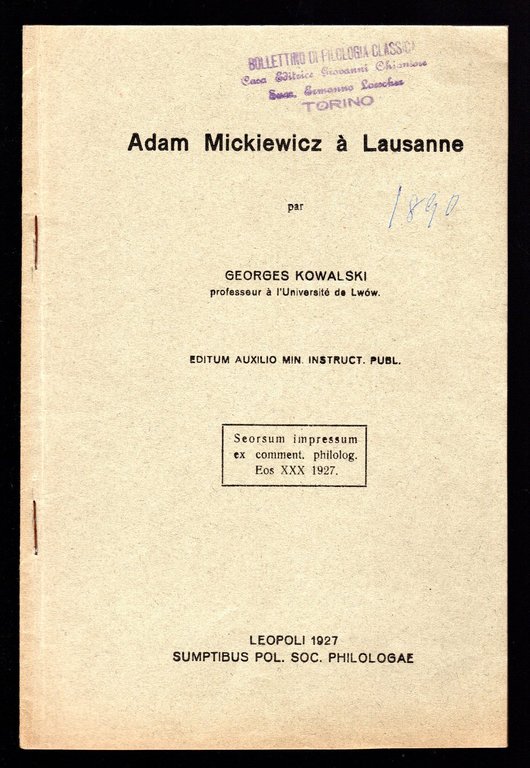 BOLLETTINO DI FILOLOGIA CLASSICA
Casa Editrice Giovanni Chiantore
Succ. Ermanno Loescher
TORINO
Adam Mickiewicz à Lausanne
par
1890
GEORGES KOWALSKI
professeur à l'Université de Lwów.
EDITUM AUXILIO MIN. INSTRUCT. PUBL.
Seorsum impressum
ex comment. philolog.
Eos XXX 1927.
LEOPOLI 1927
SUMPTIBUS POL. SOC. PHILOLOGAE